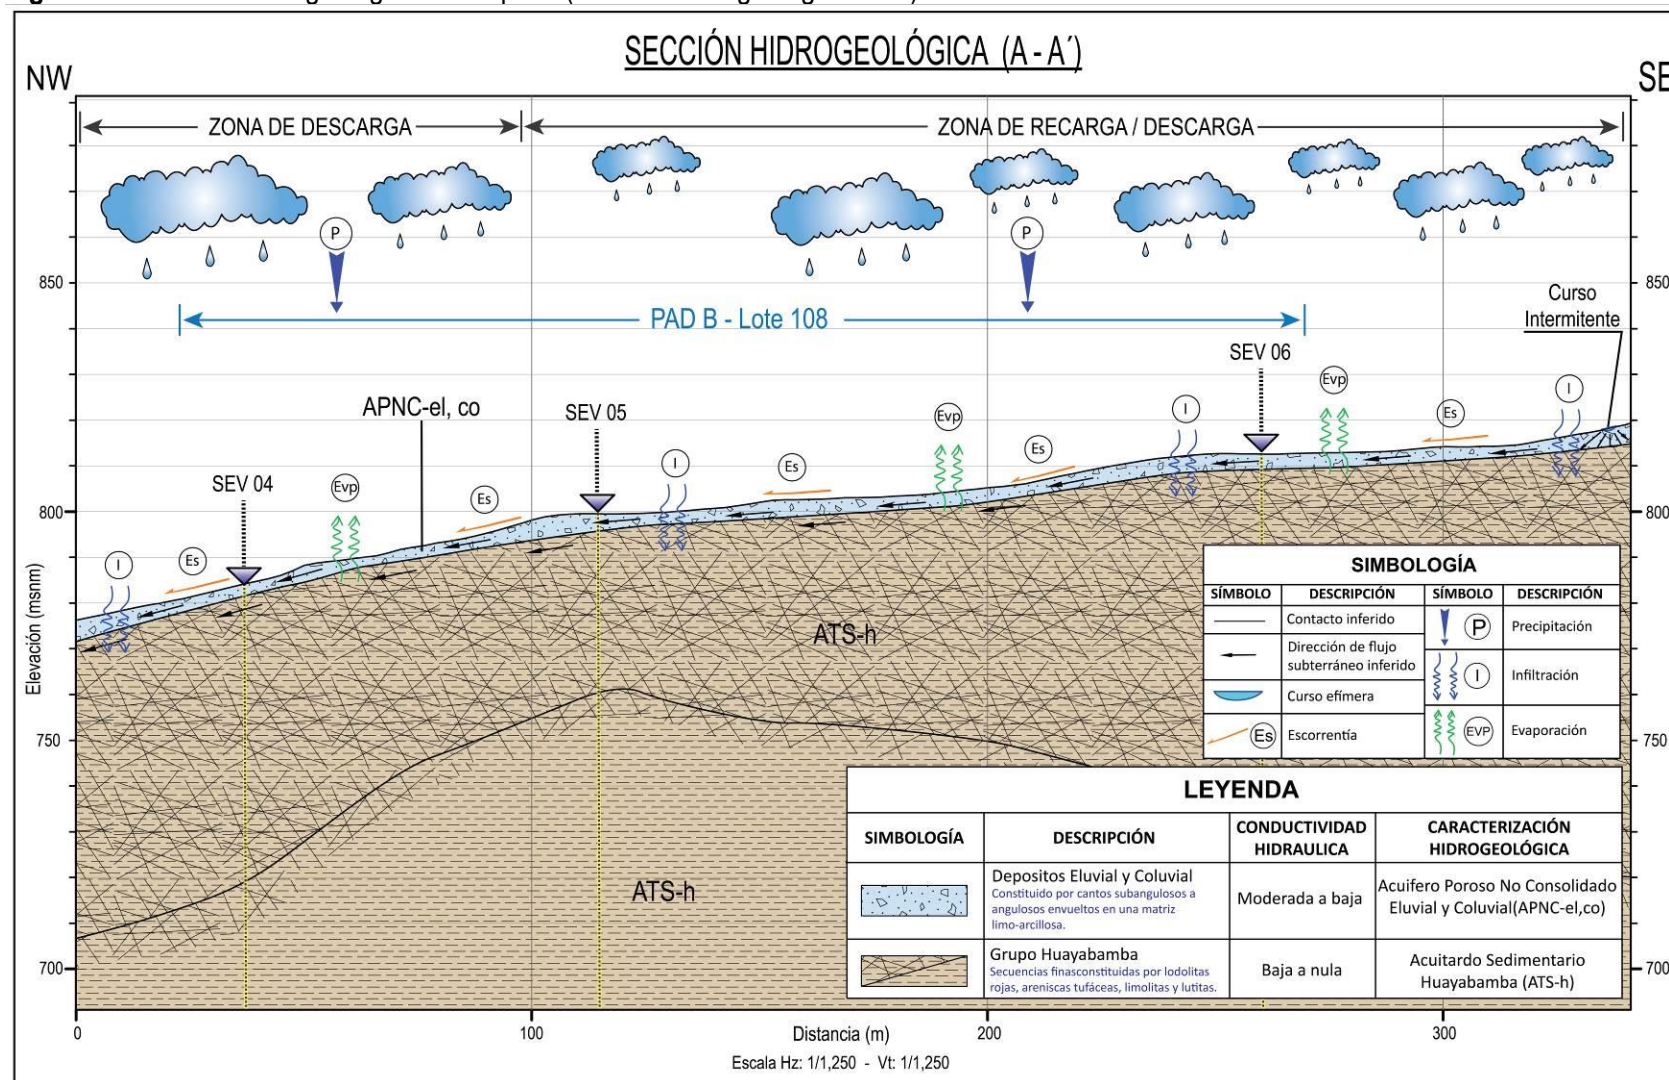 SECCIÓN HIDROGEOLÓGICA (A - A´)
NW
SE
ZONA DE DESCARGA
ZONA DE RECARGA / DESCARGA
P
P
850
850
PAD B - Lote 108
Curso
Intermitente
SEV 06
Evp
I
I
Es
APNC-el, co
SEV 05
Evp
Es
I
Es
SEV 04
Evp
Es
800
800
I
Es
Elevación (msnm)
ATS-h
750
750
ATS-h
700
700
SIMBOLOGÍA
SÍMBOLO DESCRIPCIÓN SÍMBOLO DESCRIPCIÓN
Contacto inferido
P Precipitación
Dirección de flujo
subterráneo inferido
I Infiltración
Curso efímera
Es Escorrentía
EVP Evaporación
LEYENDA
SIMBOLOGÍA
DESCRIPCIÓN
CONDUCTIVIDAD
HIDRAULICA
CARACTERIZACIÓN
HIDROGEOLÓGICA
Depositos Eluvial y Coluvial
Constituido por cantos subangulosos a
angulosos envueltos en una matriz
limo-arcillosa.
Moderada a baja
Acuifero Poroso No Consolidado
Eluvial y Coluvial(APNC-el,co)
Grupo Huayabamba
Secuencias finasconstituidas por lodolitas
rojas, areniscas tufáceas, limolitas y lutitas.
Baja a nula
Acuitardo Sedimentario
Huayabamba (ATS-h)
0
100
200
300
Distancia (m)
Escala Hz: 1/1,250 - Vt: 1/1,250